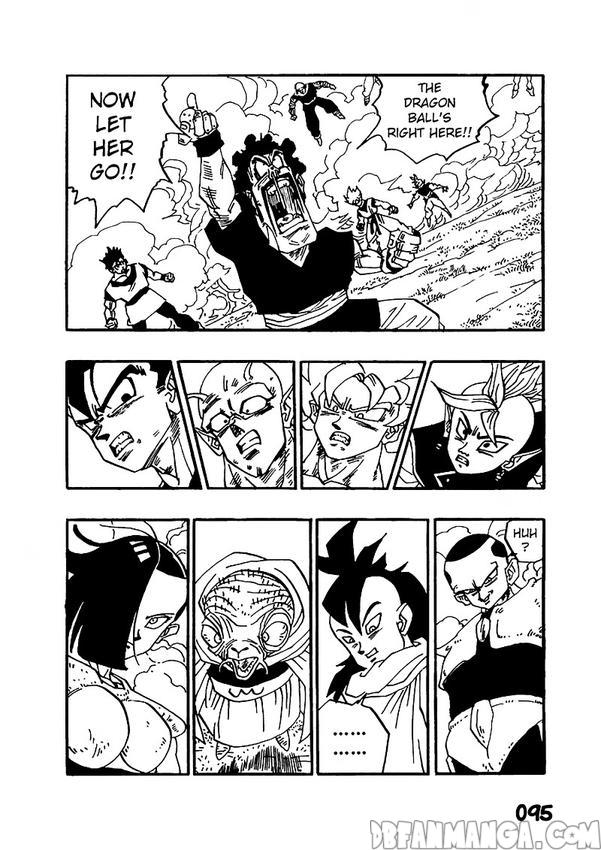 NOW
LET
HER
GO!!
THE
DRAGON
BALL'S
RIGHT HERE!!
HUH
?
......
......
095
DBFANMANGA.COM